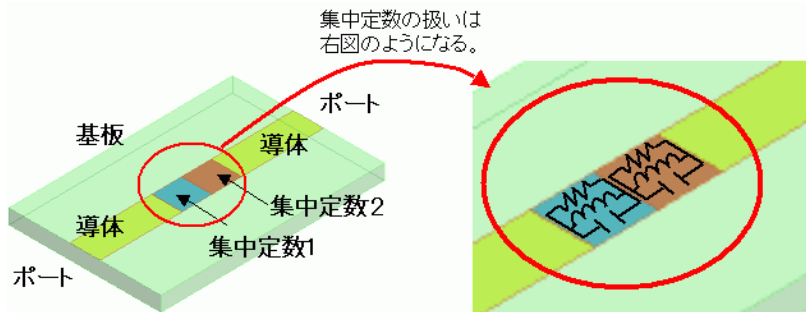 集中定数の扱いは
右図のようになる。
ポート
基板
導体
集中定数2
導体
集中定数1
ポート